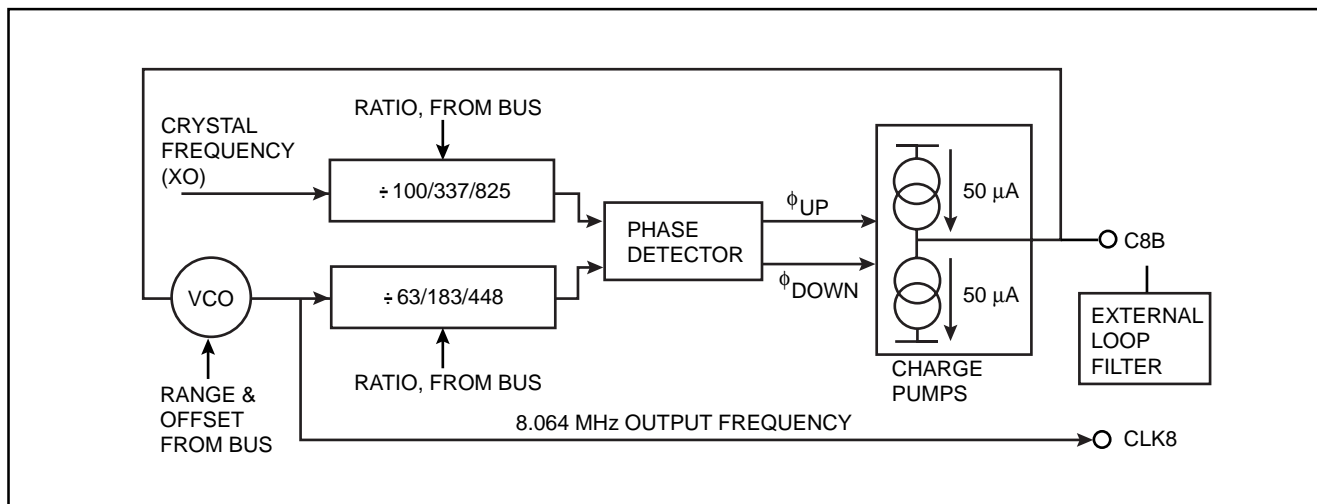 RATIO, FROM BUS
CRYSTAL
FREQUENCY
(XO)
÷ 100/337/825
ϕUP
50 µA
PHASE
DETECTOR
C8B
VCO
÷ 63/183/448
ϕDOWN
50 µA
EXTERNAL
LOOP
FILTER
RATIO, FROM BUS
CHARGE
PUMPS
RANGE &
OFFSET
FROM BUS
8.064 MHz OUTPUT FREQUENCY
CLK8